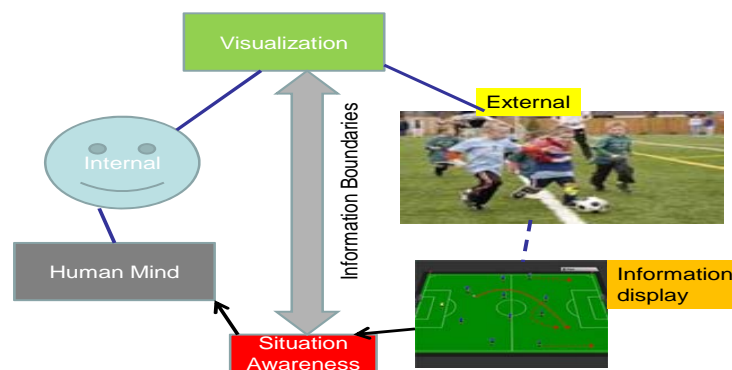 Visualization
External
Internal
Information Boundaries
Human Mind
Information
display
Situation
Awareness